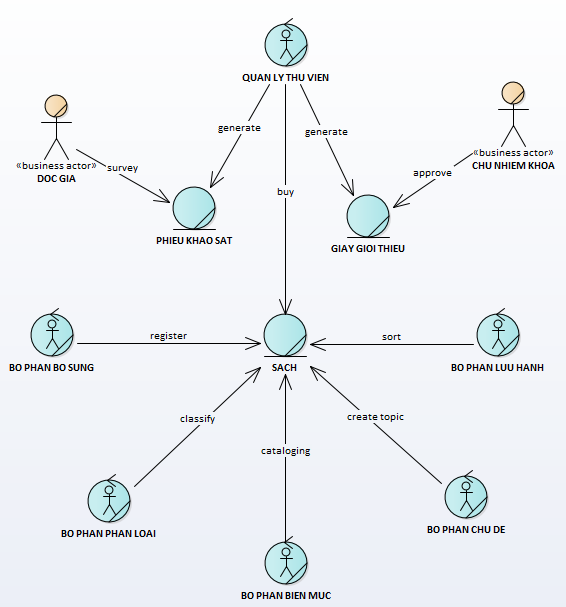 QUAN LY THU VIEN
generate
generate
«business actor»
DOC GIA
survey
«business actor»
CHU NHIEM KHOA
approve
buy
PHIEU KHAO SAT
GIAY GIOI THIEU
register
sort
BO PHAN BO SUNG
SACH
BO PHAN LUU HANH
classify
create topic
cataloging
BO PHAN PHAN LOAI
BO PHAN CHU DE
BO PHAN BIEN MUC